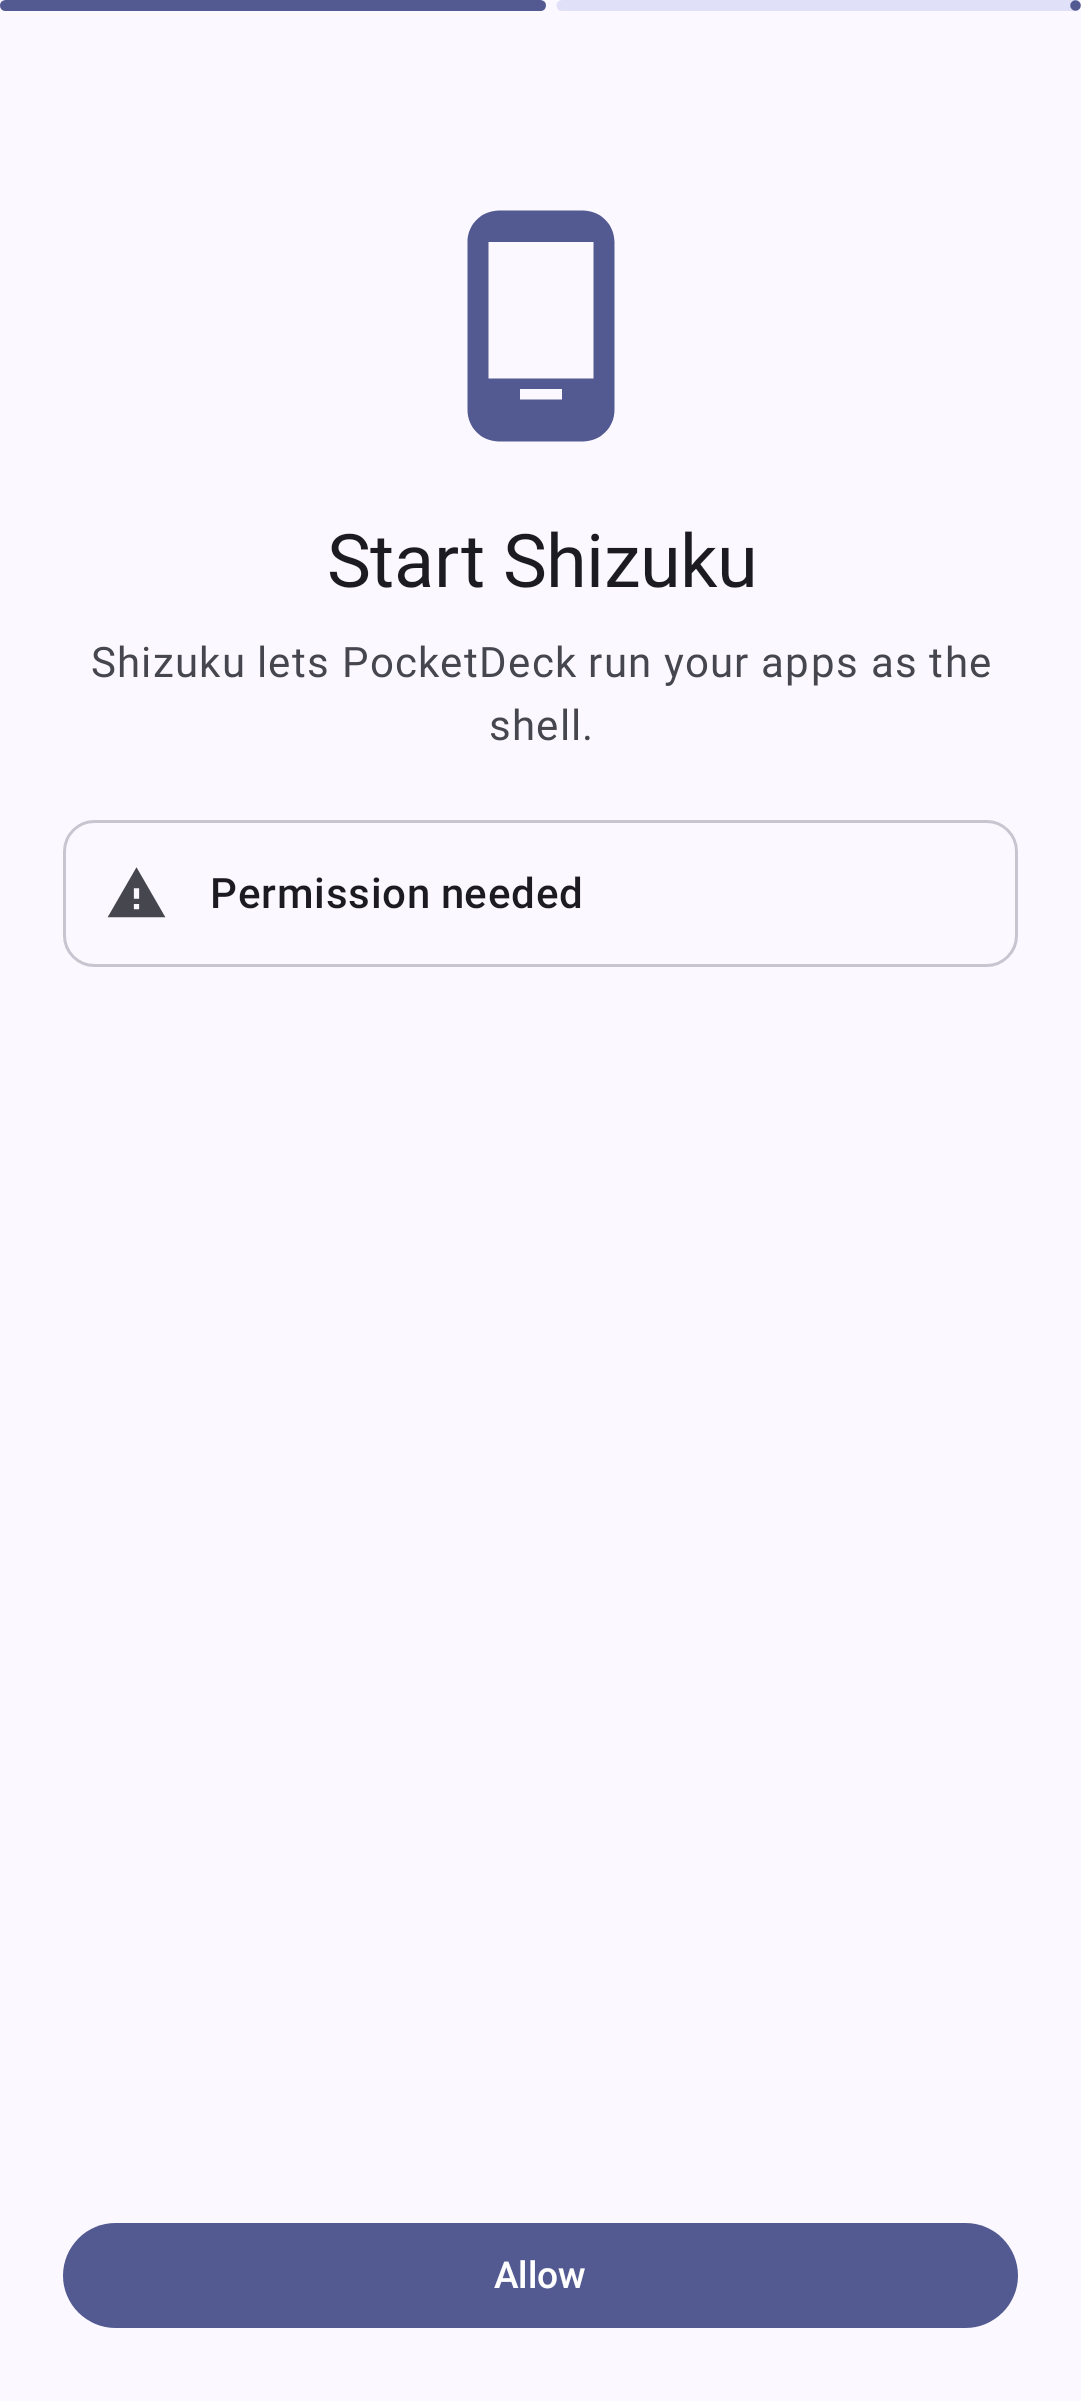 Start Shizuku
Shizuku lets PocketDeck run your apps as the
shell.
Permission needed
Allow